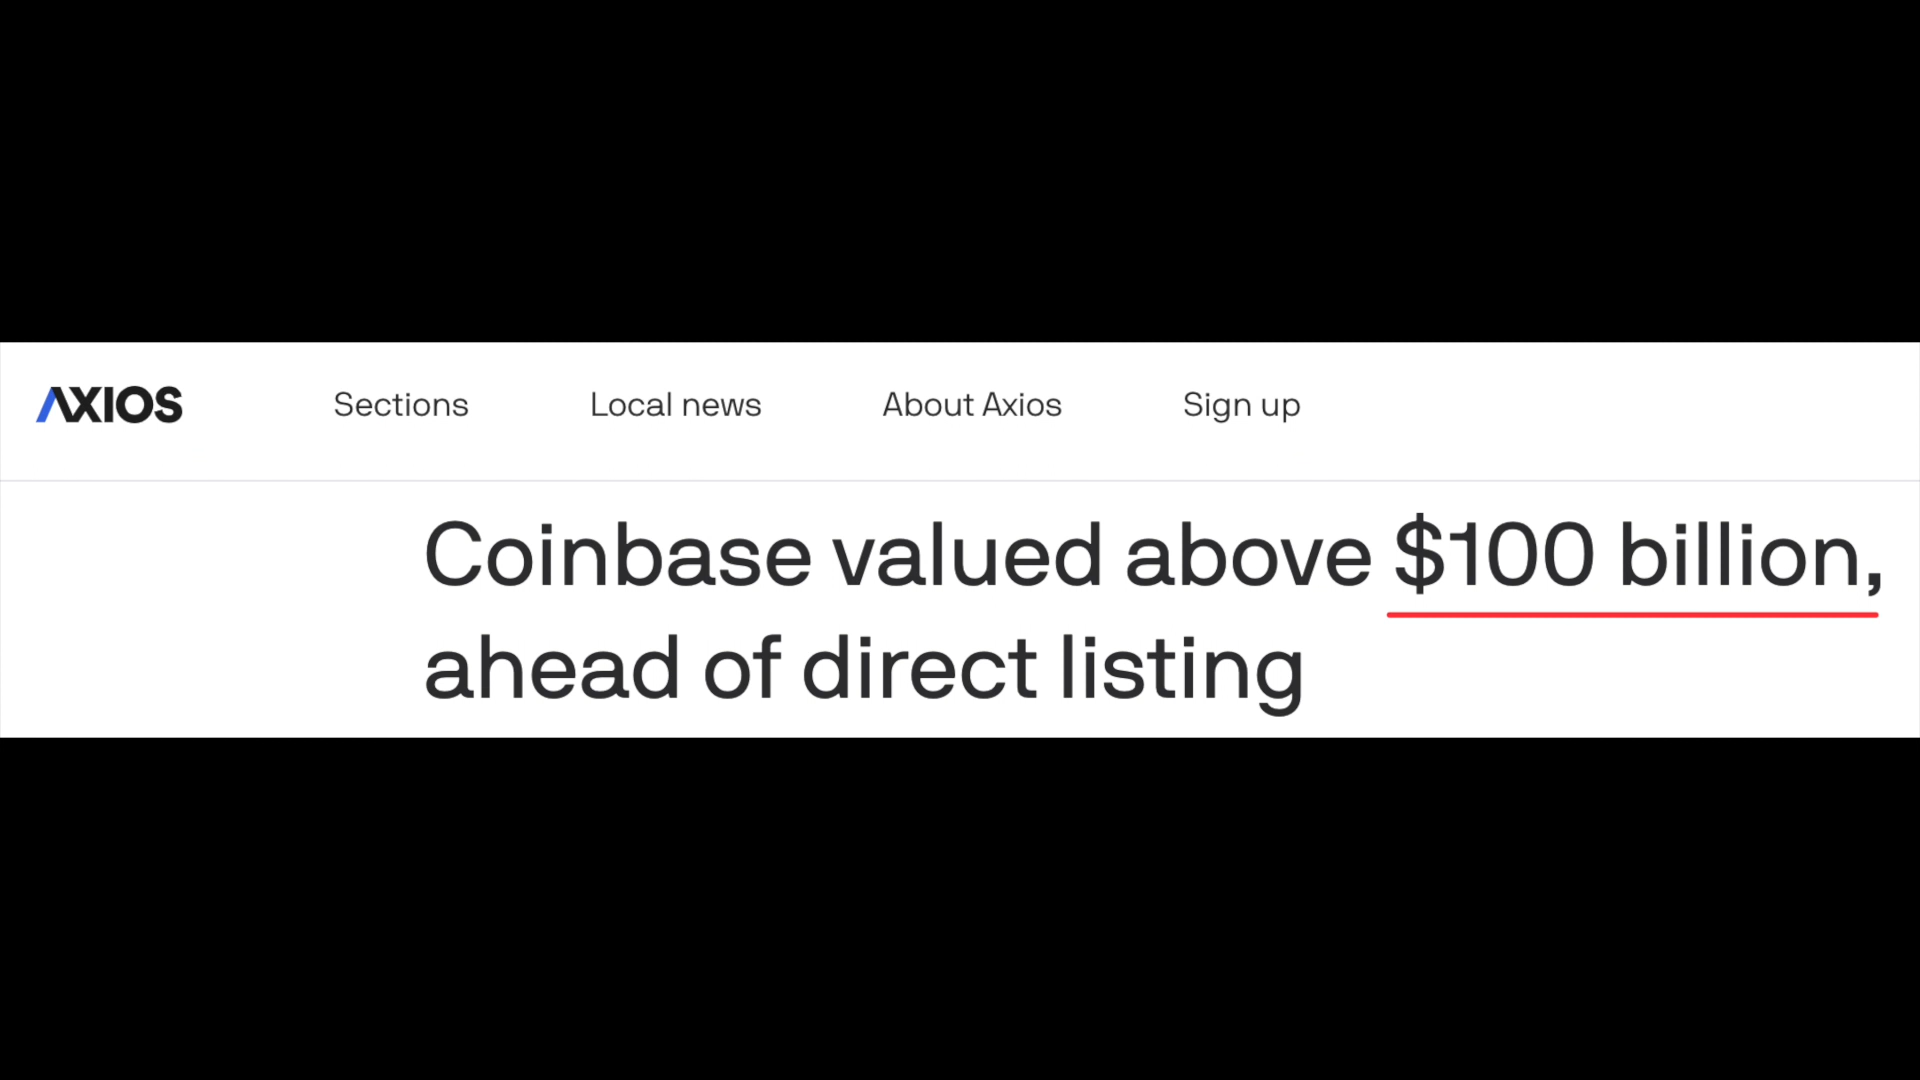 AXIOS Sections Local news About Axios Sign up
Coinbase valued above $100 billion,
ahead of direct listing